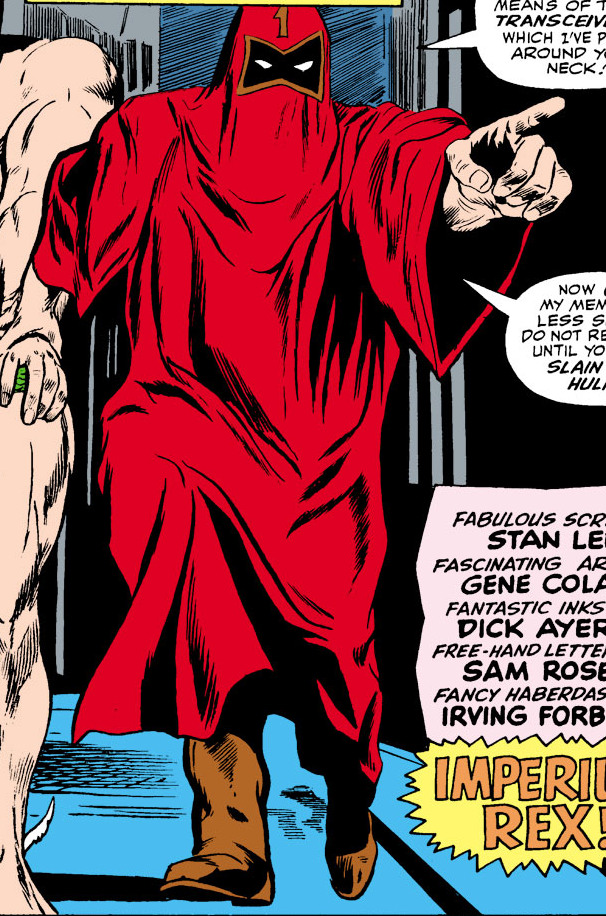 1
MEANS OF T
TRANSCEIVE
WHICH I'VE P
AROUND Y
NECK.
NOW
MY MEN
LESS S
DO NOT RE
UNTIL YO
SLAIN
HUL
FABULOUS SCR
STAN LE
FASCINATING AR
GENE COLA
FANTASTIC INKS
DICK AYER
FREE-HAND LETTER
SAM ROSE
FANCY HABERDAS
IRVING FORB
IMPERIU
REX!